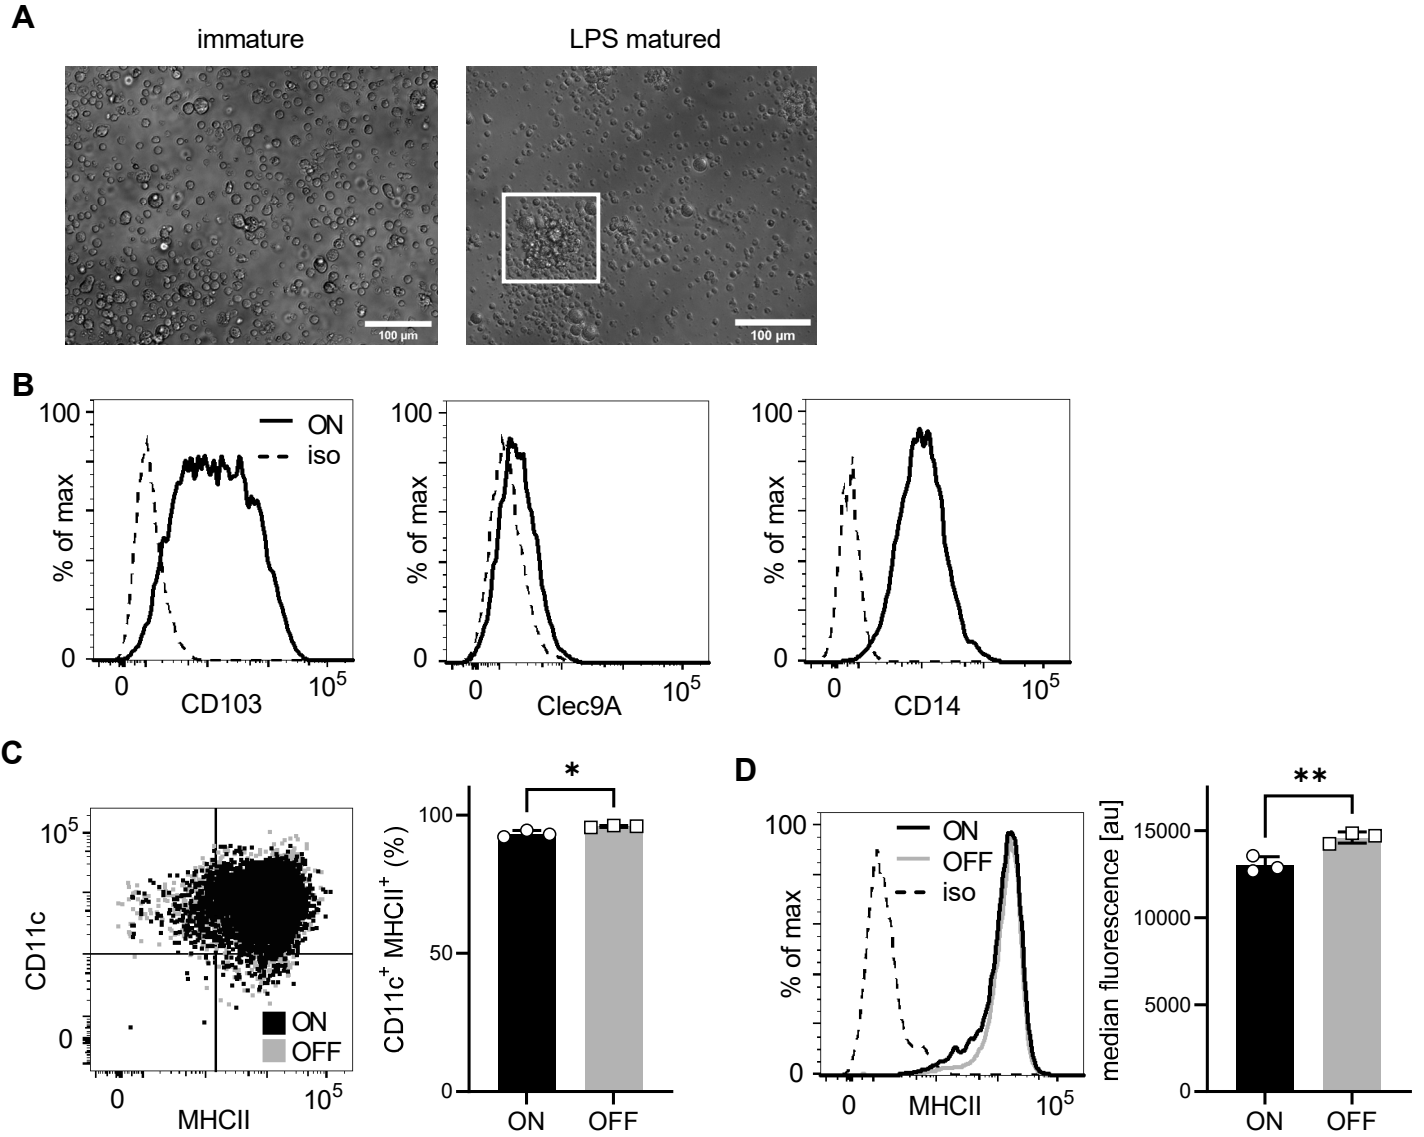 A
immature
LPS matured
100 µm
100 µm
B
100
ON
iso
% of max
0
0
10^5
CD103
100
% of max
0
0
10^5
Clec9A
100
% of max
0
0
10^5
CD14
C
10^5
CD11c
0
ON
OFF
0
10^5
MHCII
*
100
CD11c^+ MHCII^+ (%)
50
0
ON
OFF
D
100
ON
OFF
iso
% of max
0
0
10^5
MHCII
**
median fluorescence [au]
15000
10000
5000
0
ON
OFF